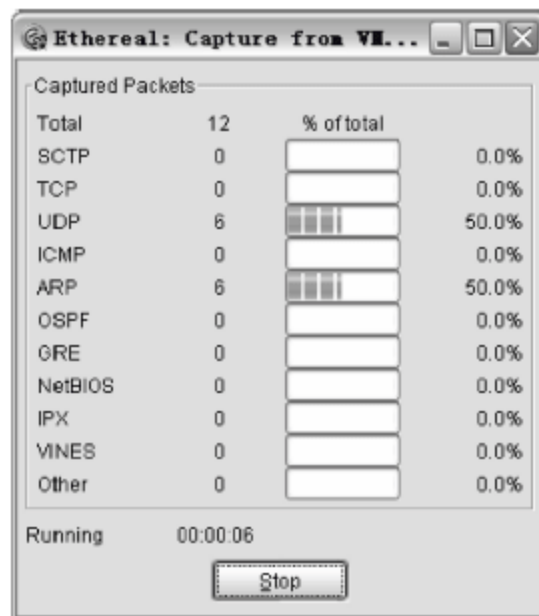 Ethereal: Capture from VM...
Captured Packets
Total 12 % of total
SCTP 0 0.0%
TCP 0 0.0%
UDP 6 50.0%
ICMP 0 0.0%
ARP 6 50.0%
OSPF 0 0.0%
GRE 0 0.0%
NetBIOS 0 0.0%
IPX 0 0.0%
VINES 0 0.0%
Other 0 0.0%
Running 00:00:06
Stop